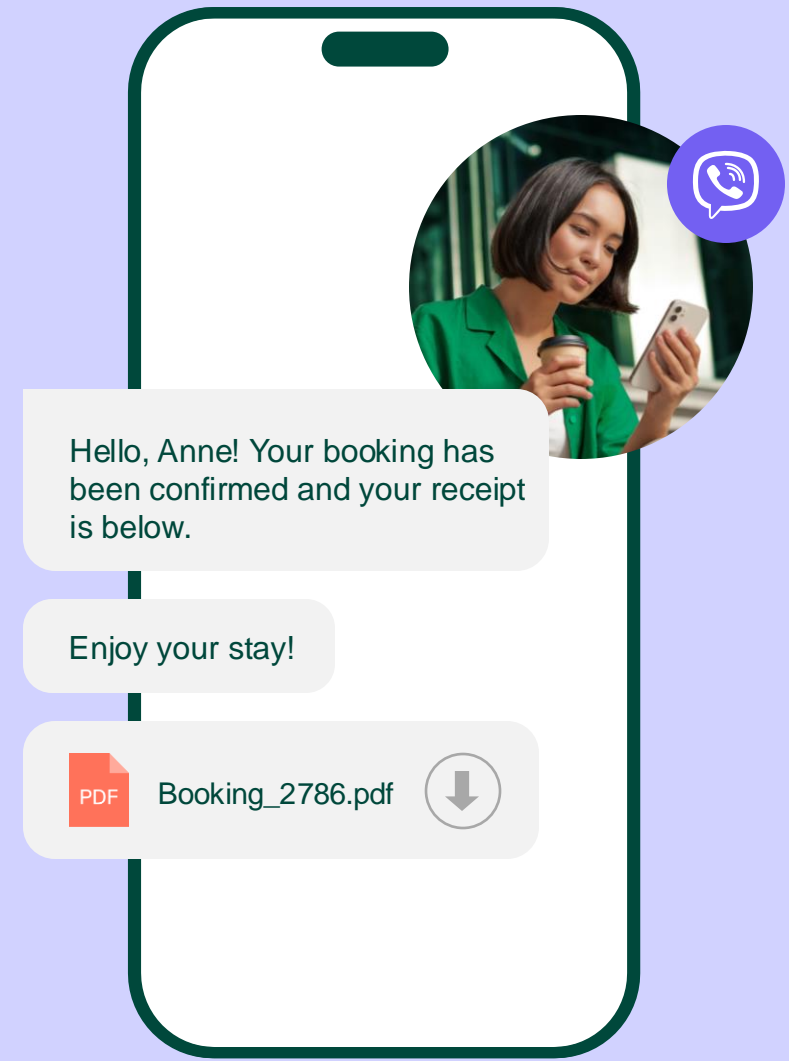 Hello, Anne! Your booking has
been confirmed and your receipt
is below.
Enjoy your stay!
PDF Booking_2786.pdf